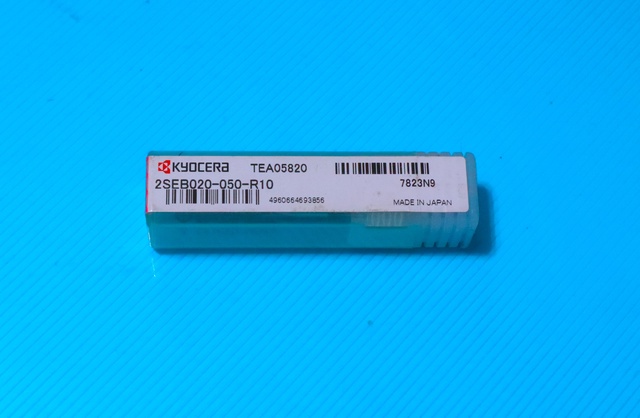 KYOCERA TEA05820
2SEB020-050-R10 7823N9
4960664693856 MADE IN JAPAN